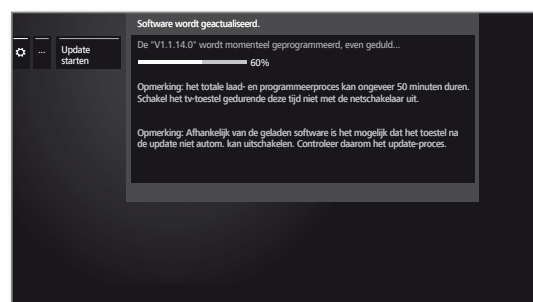 Software wordt geactualiseerd.
...
Update
starten
De "V1.1.14.0" wordt momenteel geprogrammeerd, even geduld...
60%
Opmerking: het totale laad- en programmeerproces kan ongeveer 50 minuten duren.
Schakel het tv-toestel gedurende deze tijd niet met de netschakelaar uit.
Opmerking: Afhankelijk van de geladen software is het mogelijk dat het toestel na
de update niet autom. kan uitschakelen. Controleer daarom het update-proces.